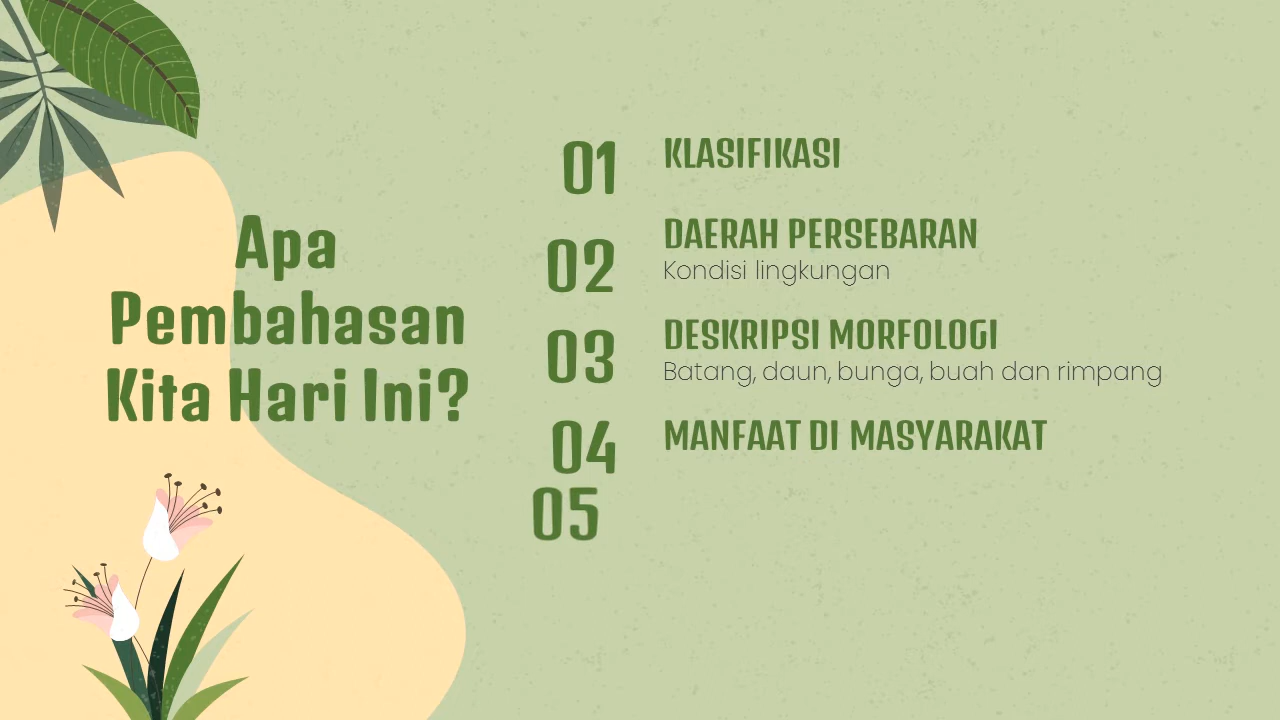 Apa
Pembahasan
Kita Hari Ini?
01
KLASIFIKASI
02
DAERAH PERSEBARAN
Kondisi lingkungan
03
DESKRIPSI MORFOLOGI
Batang, daun, bunga, buah dan rimpang
04
MANFAAT DI MASYARAKAT
05